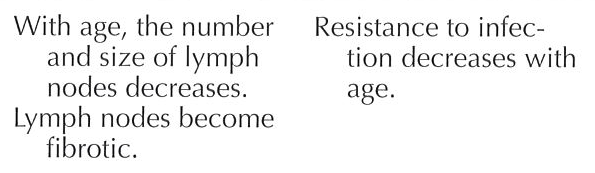 With age, the number
and size of lymph
nodes decreases.
Lymph nodes become
fibrotic.
Resistance to infec-
tion decreases with
age.